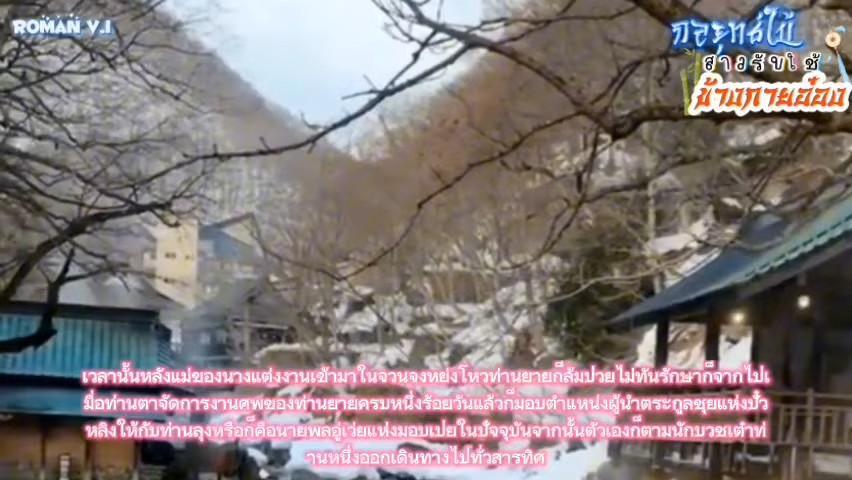 ROMAN V.1
กอยทสไป้
สาวรับใช้
ข้างกายอ๋อง
เวลานั้นหลังแม่ของนางแต่งงานเข้ามาในจวนจงหย่งโหวท่านยายก็ล้มป่วยไม่ทันรักษาก็จากไปเ
มื่อท่านตาจัดการงานศพของท่านยายครบหนึ่งร้อยวันแล้วก็มอบตำแหน่งผู้นำตระกูลชุยแห่งป๋ว
หลิงให้กับท่านลุงหรือก็คือนายพลอู่เว่ยแห่งมอบเปยในปัจจุบันจากนั้นตัวเองก็ตามนักบวชเต๋าท่
านหนึ่งออกเดินทางไปทั่วสารทิศ